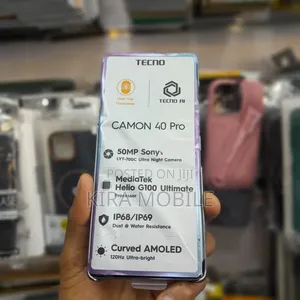 TECNO
TECNO AI
CAMON 40 Pro
50MP Sony
LYT-700C Ultra Night Camera
POSTED ON JIJI
MediaTek
Helio G100 Ultimate
Processor
KIRA MOBILE
IP68/IP69
Dust & Water Resistance
Curved AMOLED
120Hz Ultra-bright